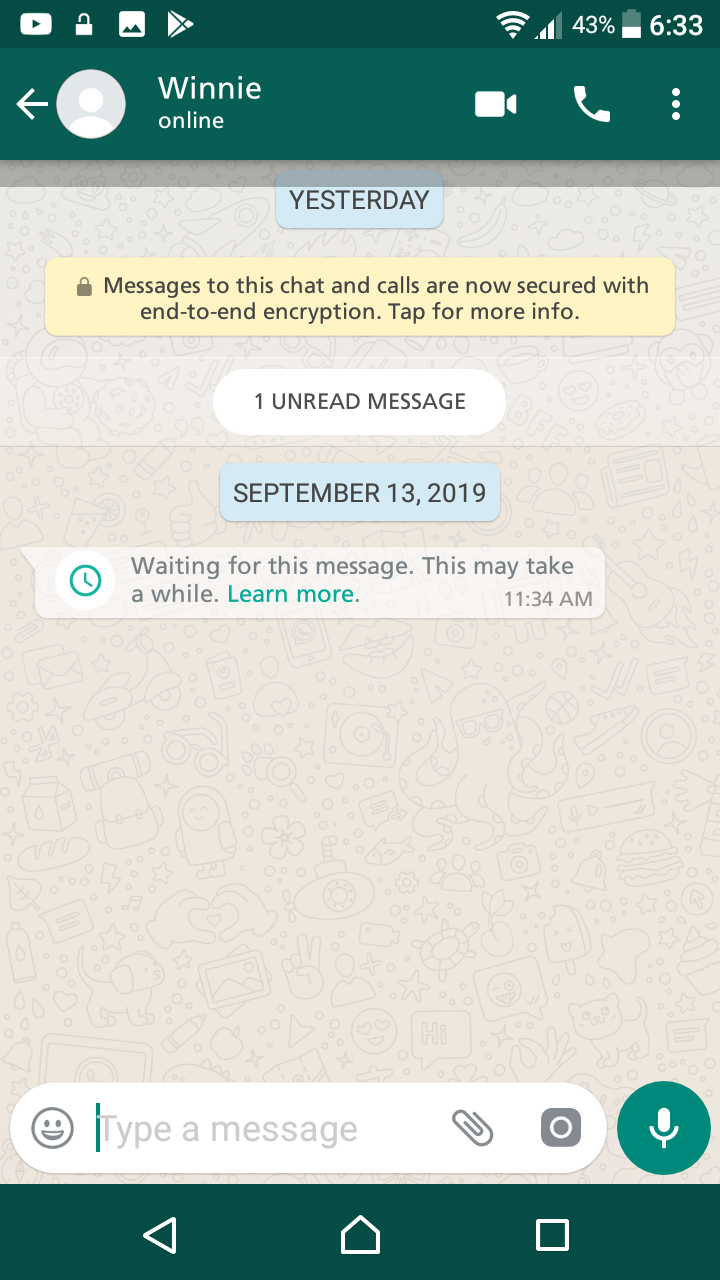 43% 6:33
Winnie
online
YESTERDAY
Messages to this chat and calls are now secured with
end-to-end encryption. Tap for more info.
1 UNREAD MESSAGE
SEPTEMBER 13, 2019
Waiting for this message. This may take
a while. Learn more.
11:34 AM
Hi
Type a message